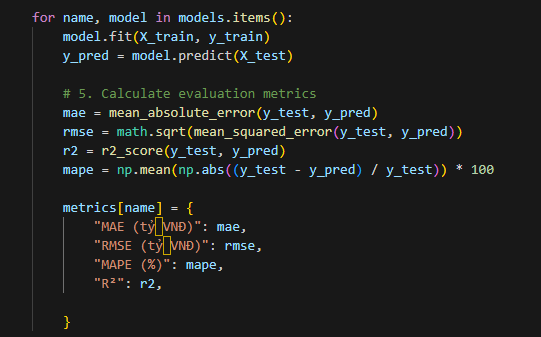 for name, model in models.items():
    model.fit(X_train, y_train)
    y_pred = model.predict(X_test)
    # 5. Calculate evaluation metrics
    mae = mean_absolute_error(y_test, y_pred)
    rmse = math.sqrt(mean_squared_error(y_test, y_pred))
    r2 = r2_score(y_test, y_pred)
    mape = np.mean(np.abs((y_test - y_pred) / y_test)) * 100
    metrics[name] = {
        "MAE (tỷ VNĐ)": mae,
        "RMSE (tỷ VNĐ)": rmse,
        "MAPE (%)": mape,
        "R²": r2,
    }